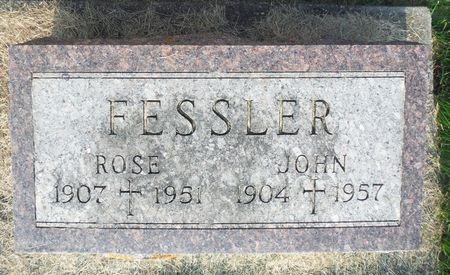 FESSLER
ROSE JOHN
1907 ✝ 1951 1904 ✝ 1957